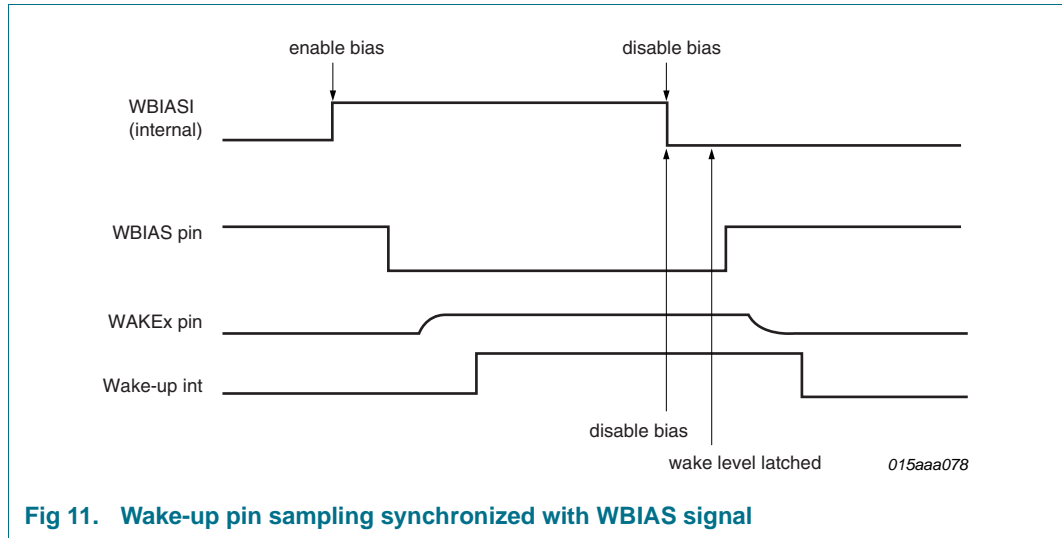 enable bias
disable bias
WBIASI
(internal)
WBIAS pin
WAKEx pin
Wake-up int
disable bias
wake level latched
015aaa078
Fig 11. Wake-up pin sampling synchronized with WBIAS signal